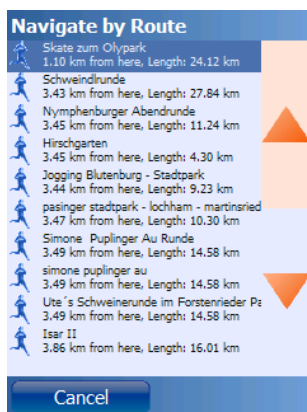 Navigate by Route
Skate zum Olypark
1.10 km from here, Length: 24.12 km
Schweindlrunde
3.43 km from here, Length: 27.84 km
Nymphenburger Abendrunde
3.45 km from here, Length: 11.24 km
Hirschgarten
3.45 km from here, Length: 4.30 km
Jogging Blutenburg - Stadtpark
3.44 km from here, Length: 9.23 km
pasinger stadtpark - lochham - martinsried
3.47 km from here, Length: 10.30 km
Simone  Puplinger Au Runde
3.49 km from here, Length: 14.58 km
simone puplinger au
3.49 km from here, Length: 14.58 km
Ute´s Schweinerunde im Forstenrieder Pa
3.49 km from here, Length: 14.58 km
Isar II
3.86 km from here, Length: 16.01 km
Cancel